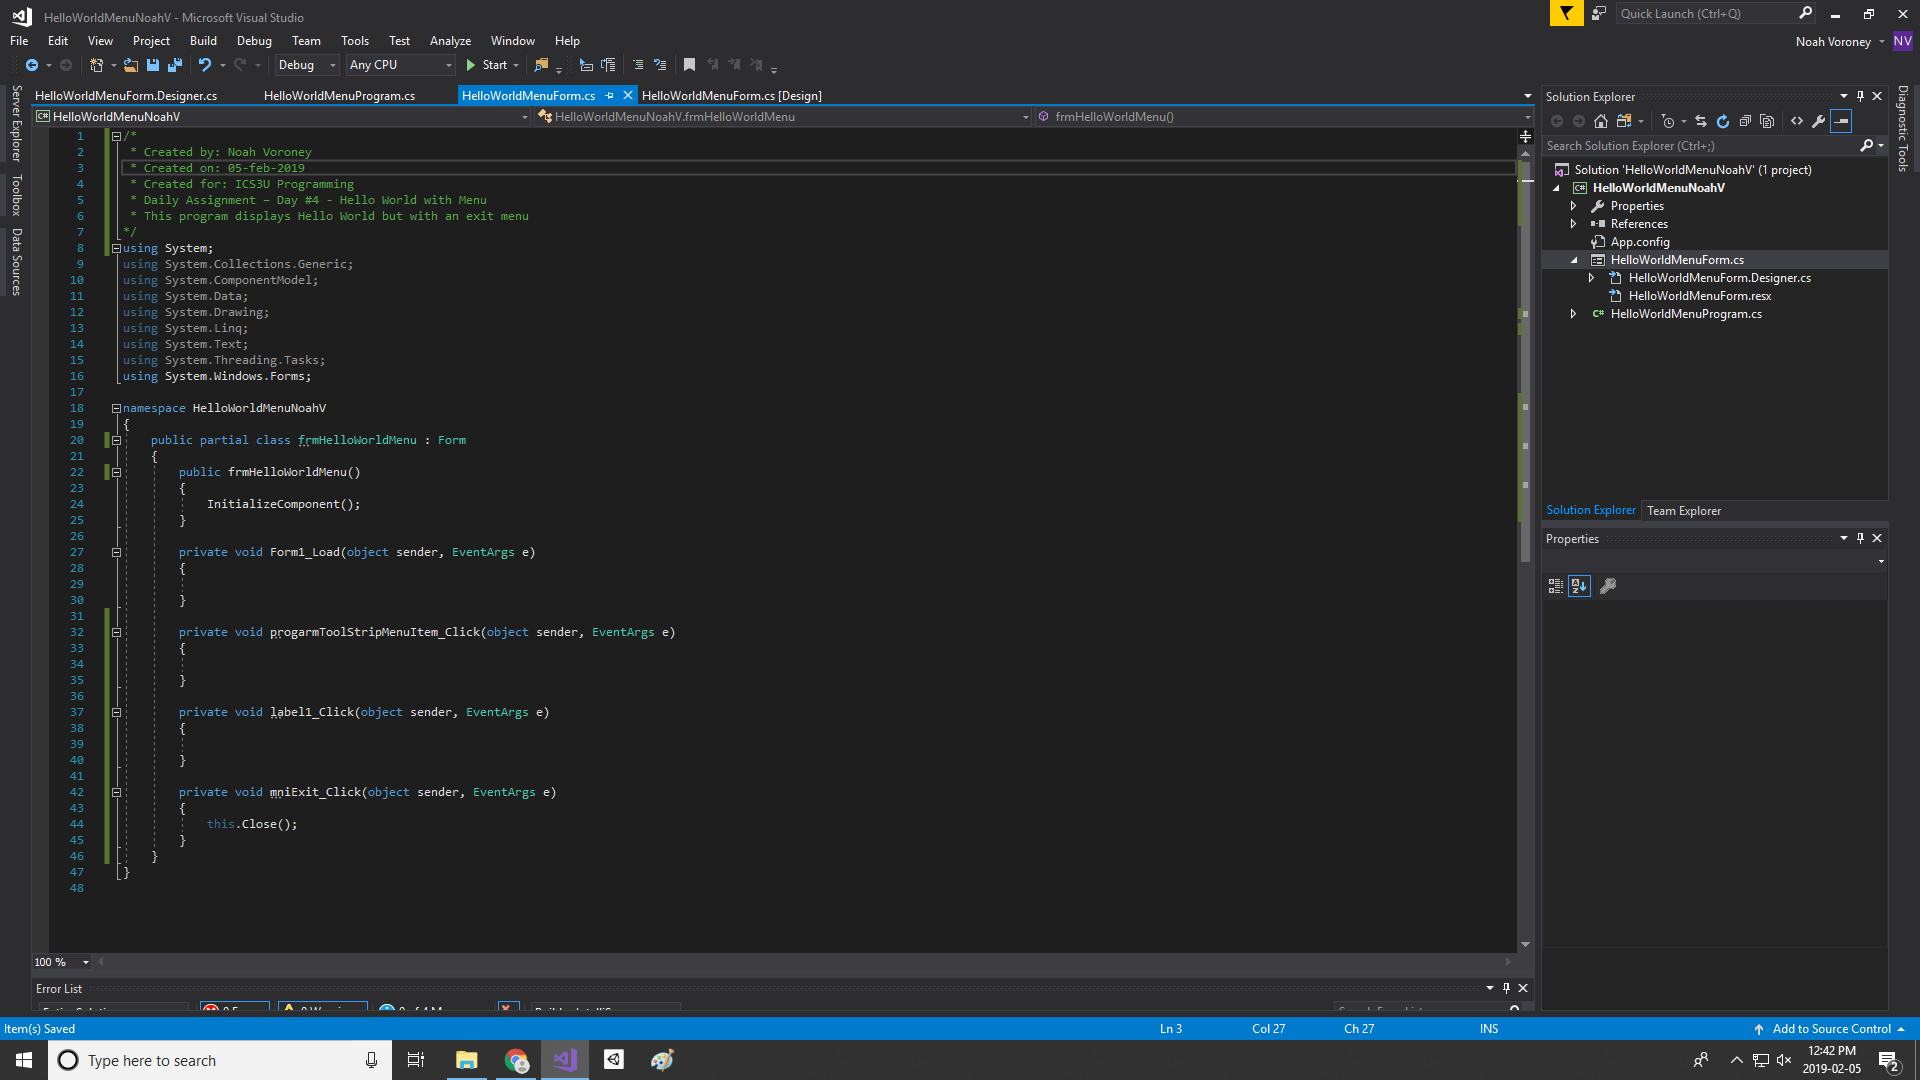 HelloWorldMenuNoahV - Microsoft Visual Studio
Quick Launch (Ctrl+Q)
File Edit View Project Build Debug Team Tools Test Analyze Window Help
Noah Voroney NV
Debug Any CPU Start
HelloWorldMenuForm.Designer.cs HelloWorldMenuProgram.cs HelloWorldMenuForm.cs HelloWorldMenuForm.cs [Design]
HelloWorldMenuNoahV HelloWorldMenuNoahV.frmHelloWorldMenu frmHelloWorldMenu()
Server Explorer
Toolbox
Data Sources
1 /*
2 * Created by: Noah Voroney
3 * Created on: 05-feb-2019
4 * Created for: ICS3U Programming
5 * Daily Assignment – Day #4 - Hello World with Menu
6 * This program displays Hello World but with an exit menu
7 */
8 using System;
9 using System.Collections.Generic;
10 using System.ComponentModel;
11 using System.Data;
12 using System.Drawing;
13 using System.Linq;
14 using System.Text;
15 using System.Threading.Tasks;
16 using System.Windows.Forms;
17
18 namespace HelloWorldMenuNoahV
19 {
20 public partial class frmHelloWorldMenu : Form
21 {
22 public frmHelloWorldMenu()
23 {
24 InitializeComponent();
25 }
26
27 private void Form1_Load(object sender, EventArgs e)
28 {
29
30 }
31
32 private void progarmToolStripMenuItem_Click(object sender, EventArgs e)
33 {
34
35 }
36
37 private void label1_Click(object sender, EventArgs e)
38 {
39
40 }
41
42 private void mniExit_Click(object sender, EventArgs e)
43 {
44 this.Close();
45 }
46 }
47 }
48
100 %
Error List
Solution Explorer
Search Solution Explorer (Ctrl+;)
Solution 'HelloWorldMenuNoahV' (1 project)
C# HelloWorldMenuNoahV
Properties
References
App.config
HelloWorldMenuForm.cs
HelloWorldMenuForm.Designer.cs
HelloWorldMenuForm.resx
C# HelloWorldMenuProgram.cs
Solution Explorer Team Explorer
Properties
Diagnostic Tools
Item(s) Saved Ln 3 Col 27 Ch 27 INS Add to Source Control
Type here to search
12:42 PM
2019-02-05
2